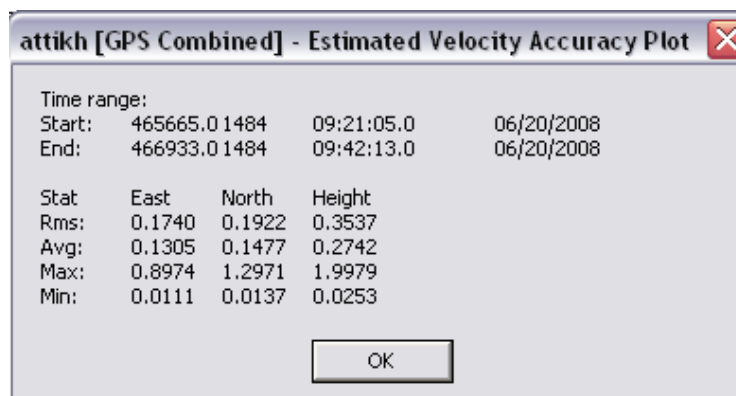 attikh [GPS Combined] - Estimated Velocity Accuracy Plot
Time range:
Start: 465665.0 1484 09:21:05.0 06/20/2008
End: 466933.0 1484 09:42:13.0 06/20/2008
Stat East North Height
Rms: 0.1740 0.1922 0.3537
Avg: 0.1305 0.1477 0.2742
Max: 0.8974 1.2971 1.9979
Min: 0.0111 0.0137 0.0253
OK